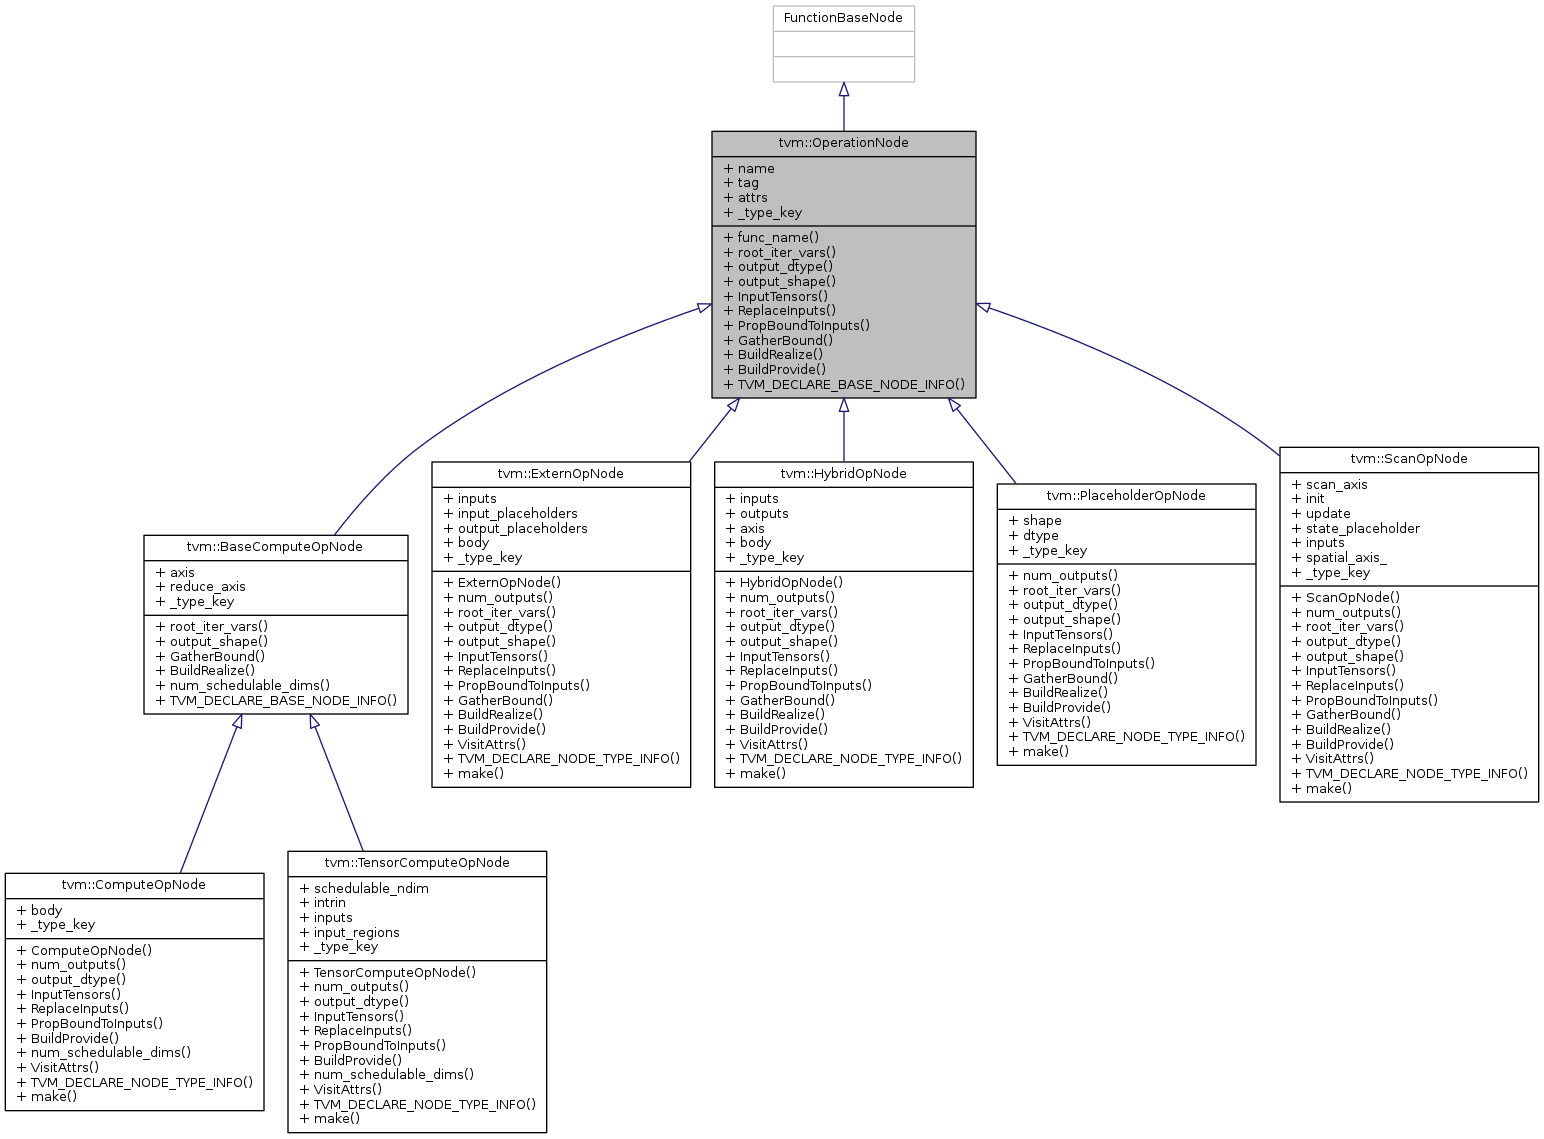 FunctionBaseNode
tvm::OperationNode
+ name
+ tag
+ attrs
+ _type_key
+ func_name()
+ root_iter_vars()
+ output_dtype()
+ output_shape()
+ InputTensors()
+ ReplaceInputs()
+ PropBoundToInputs()
+ GatherBound()
+ BuildRealize()
+ BuildProvide()
+ TVM_DECLARE_BASE_NODE_INFO()
tvm::BaseComputeOpNode
+ axis
+ reduce_axis
+ _type_key
+ root_iter_vars()
+ output_shape()
+ GatherBound()
+ BuildRealize()
+ num_schedulable_dims()
+ TVM_DECLARE_BASE_NODE_INFO()
tvm::ExternOpNode
+ inputs
+ input_placeholders
+ output_placeholders
+ body
+ _type_key
+ ExternOpNode()
+ num_outputs()
+ root_iter_vars()
+ output_dtype()
+ output_shape()
+ InputTensors()
+ ReplaceInputs()
+ PropBoundToInputs()
+ GatherBound()
+ BuildRealize()
+ BuildProvide()
+ VisitAttrs()
+ TVM_DECLARE_NODE_TYPE_INFO()
+ make()
tvm::HybridOpNode
+ inputs
+ outputs
+ axis
+ body
+ _type_key
+ HybridOpNode()
+ num_outputs()
+ root_iter_vars()
+ output_dtype()
+ output_shape()
+ InputTensors()
+ ReplaceInputs()
+ PropBoundToInputs()
+ GatherBound()
+ BuildRealize()
+ BuildProvide()
+ VisitAttrs()
+ TVM_DECLARE_NODE_TYPE_INFO()
+ make()
tvm::PlaceholderOpNode
+ shape
+ dtype
+ _type_key
+ num_outputs()
+ root_iter_vars()
+ output_dtype()
+ output_shape()
+ InputTensors()
+ ReplaceInputs()
+ PropBoundToInputs()
+ GatherBound()
+ BuildRealize()
+ BuildProvide()
+ VisitAttrs()
+ TVM_DECLARE_NODE_TYPE_INFO()
+ make()
tvm::ScanOpNode
+ scan_axis
+ init
+ update
+ state_placeholder
+ inputs
+ spatial_axis_
+ _type_key
+ ScanOpNode()
+ num_outputs()
+ root_iter_vars()
+ output_dtype()
+ output_shape()
+ InputTensors()
+ ReplaceInputs()
+ PropBoundToInputs()
+ GatherBound()
+ BuildRealize()
+ BuildProvide()
+ VisitAttrs()
+ TVM_DECLARE_NODE_TYPE_INFO()
+ make()
tvm::ComputeOpNode
+ body
+ _type_key
+ ComputeOpNode()
+ num_outputs()
+ output_dtype()
+ InputTensors()
+ ReplaceInputs()
+ PropBoundToInputs()
+ BuildProvide()
+ num_schedulable_dims()
+ VisitAttrs()
+ TVM_DECLARE_NODE_TYPE_INFO()
+ make()
tvm::TensorComputeOpNode
+ schedulable_ndim
+ intrin
+ inputs
+ input_regions
+ _type_key
+ TensorComputeOpNode()
+ num_outputs()
+ output_dtype()
+ InputTensors()
+ ReplaceInputs()
+ PropBoundToInputs()
+ BuildProvide()
+ num_schedulable_dims()
+ VisitAttrs()
+ TVM_DECLARE_NODE_TYPE_INFO()
+ make()